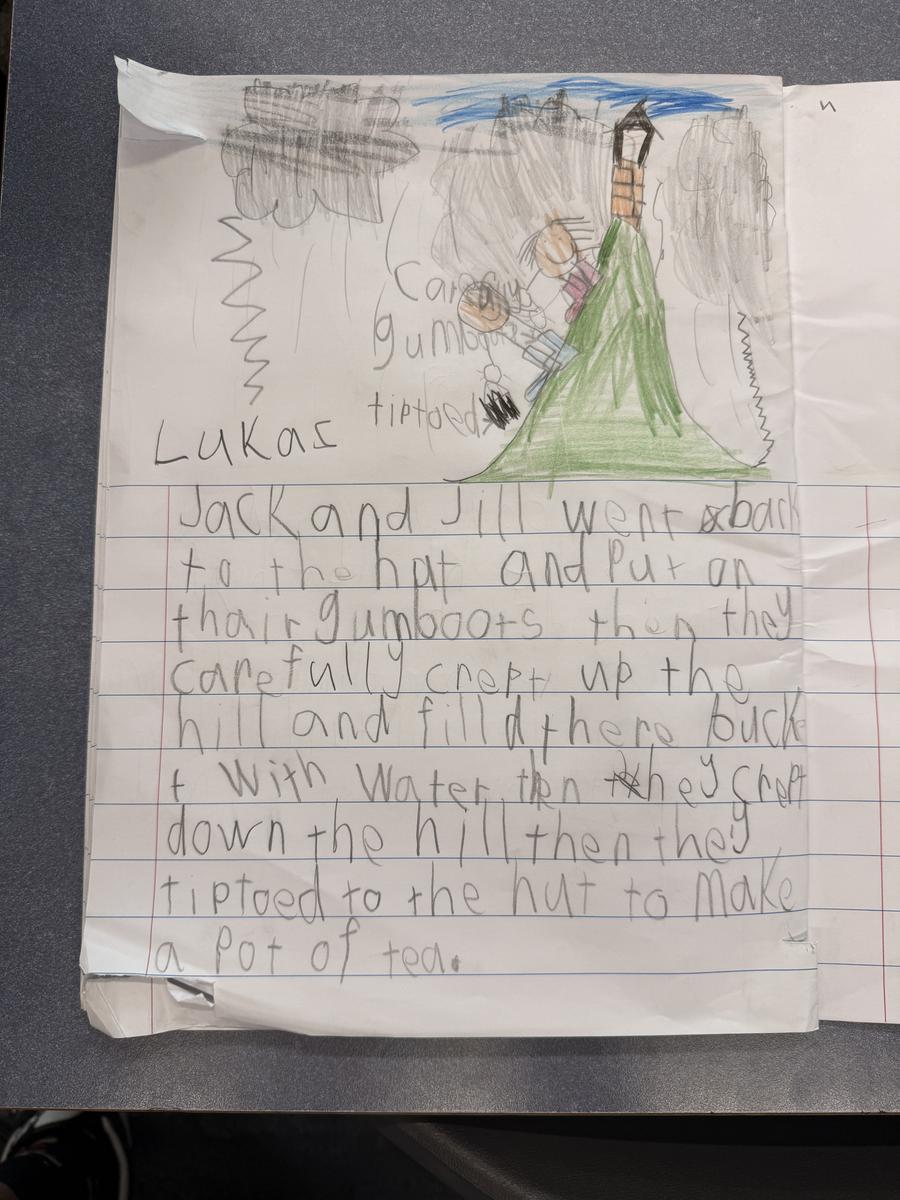 carefully
gumboots
tiptoed
Lukas
Jack and Jill went back
to the hut and Put on
thair gumboots then they
carefully crept up the
hill and filld there buck
t With Water then they crept
down the hill then they
tiptoed to the hut to Make
a Pot of tea.